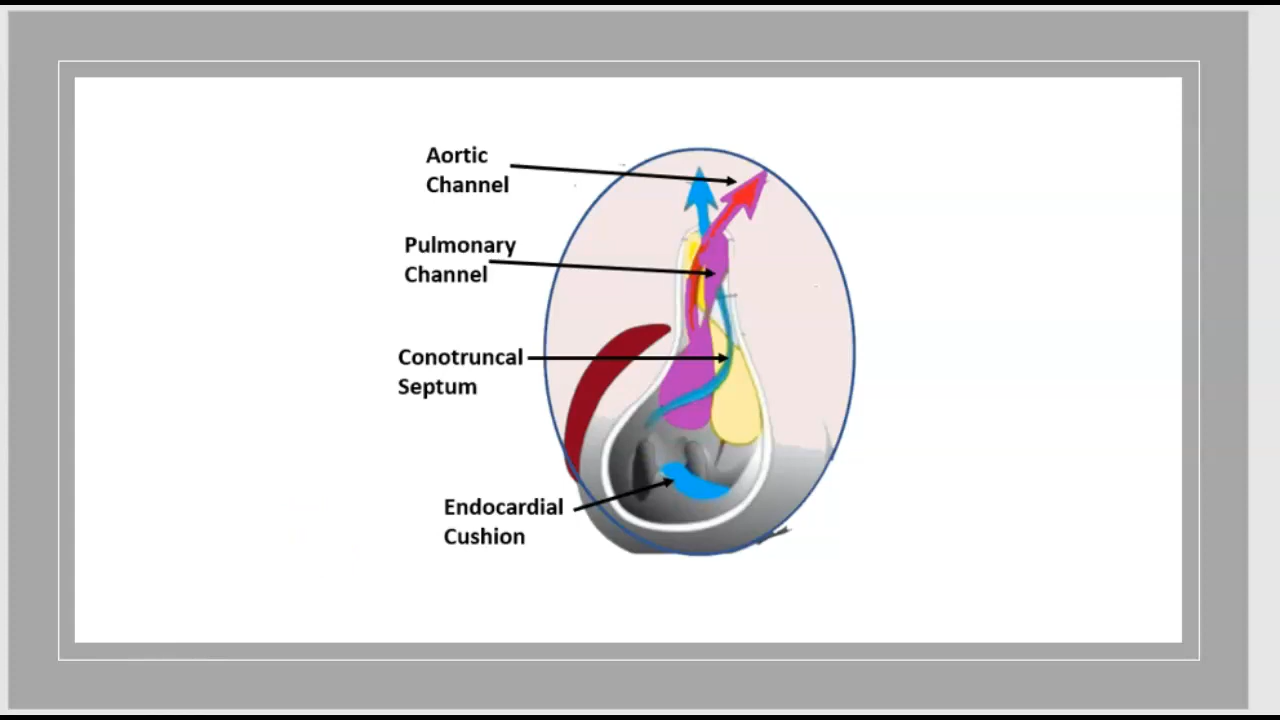 Aortic
Channel
Pulmonary
Channel
Conotruncal
Septum
Endocardial
Cushion